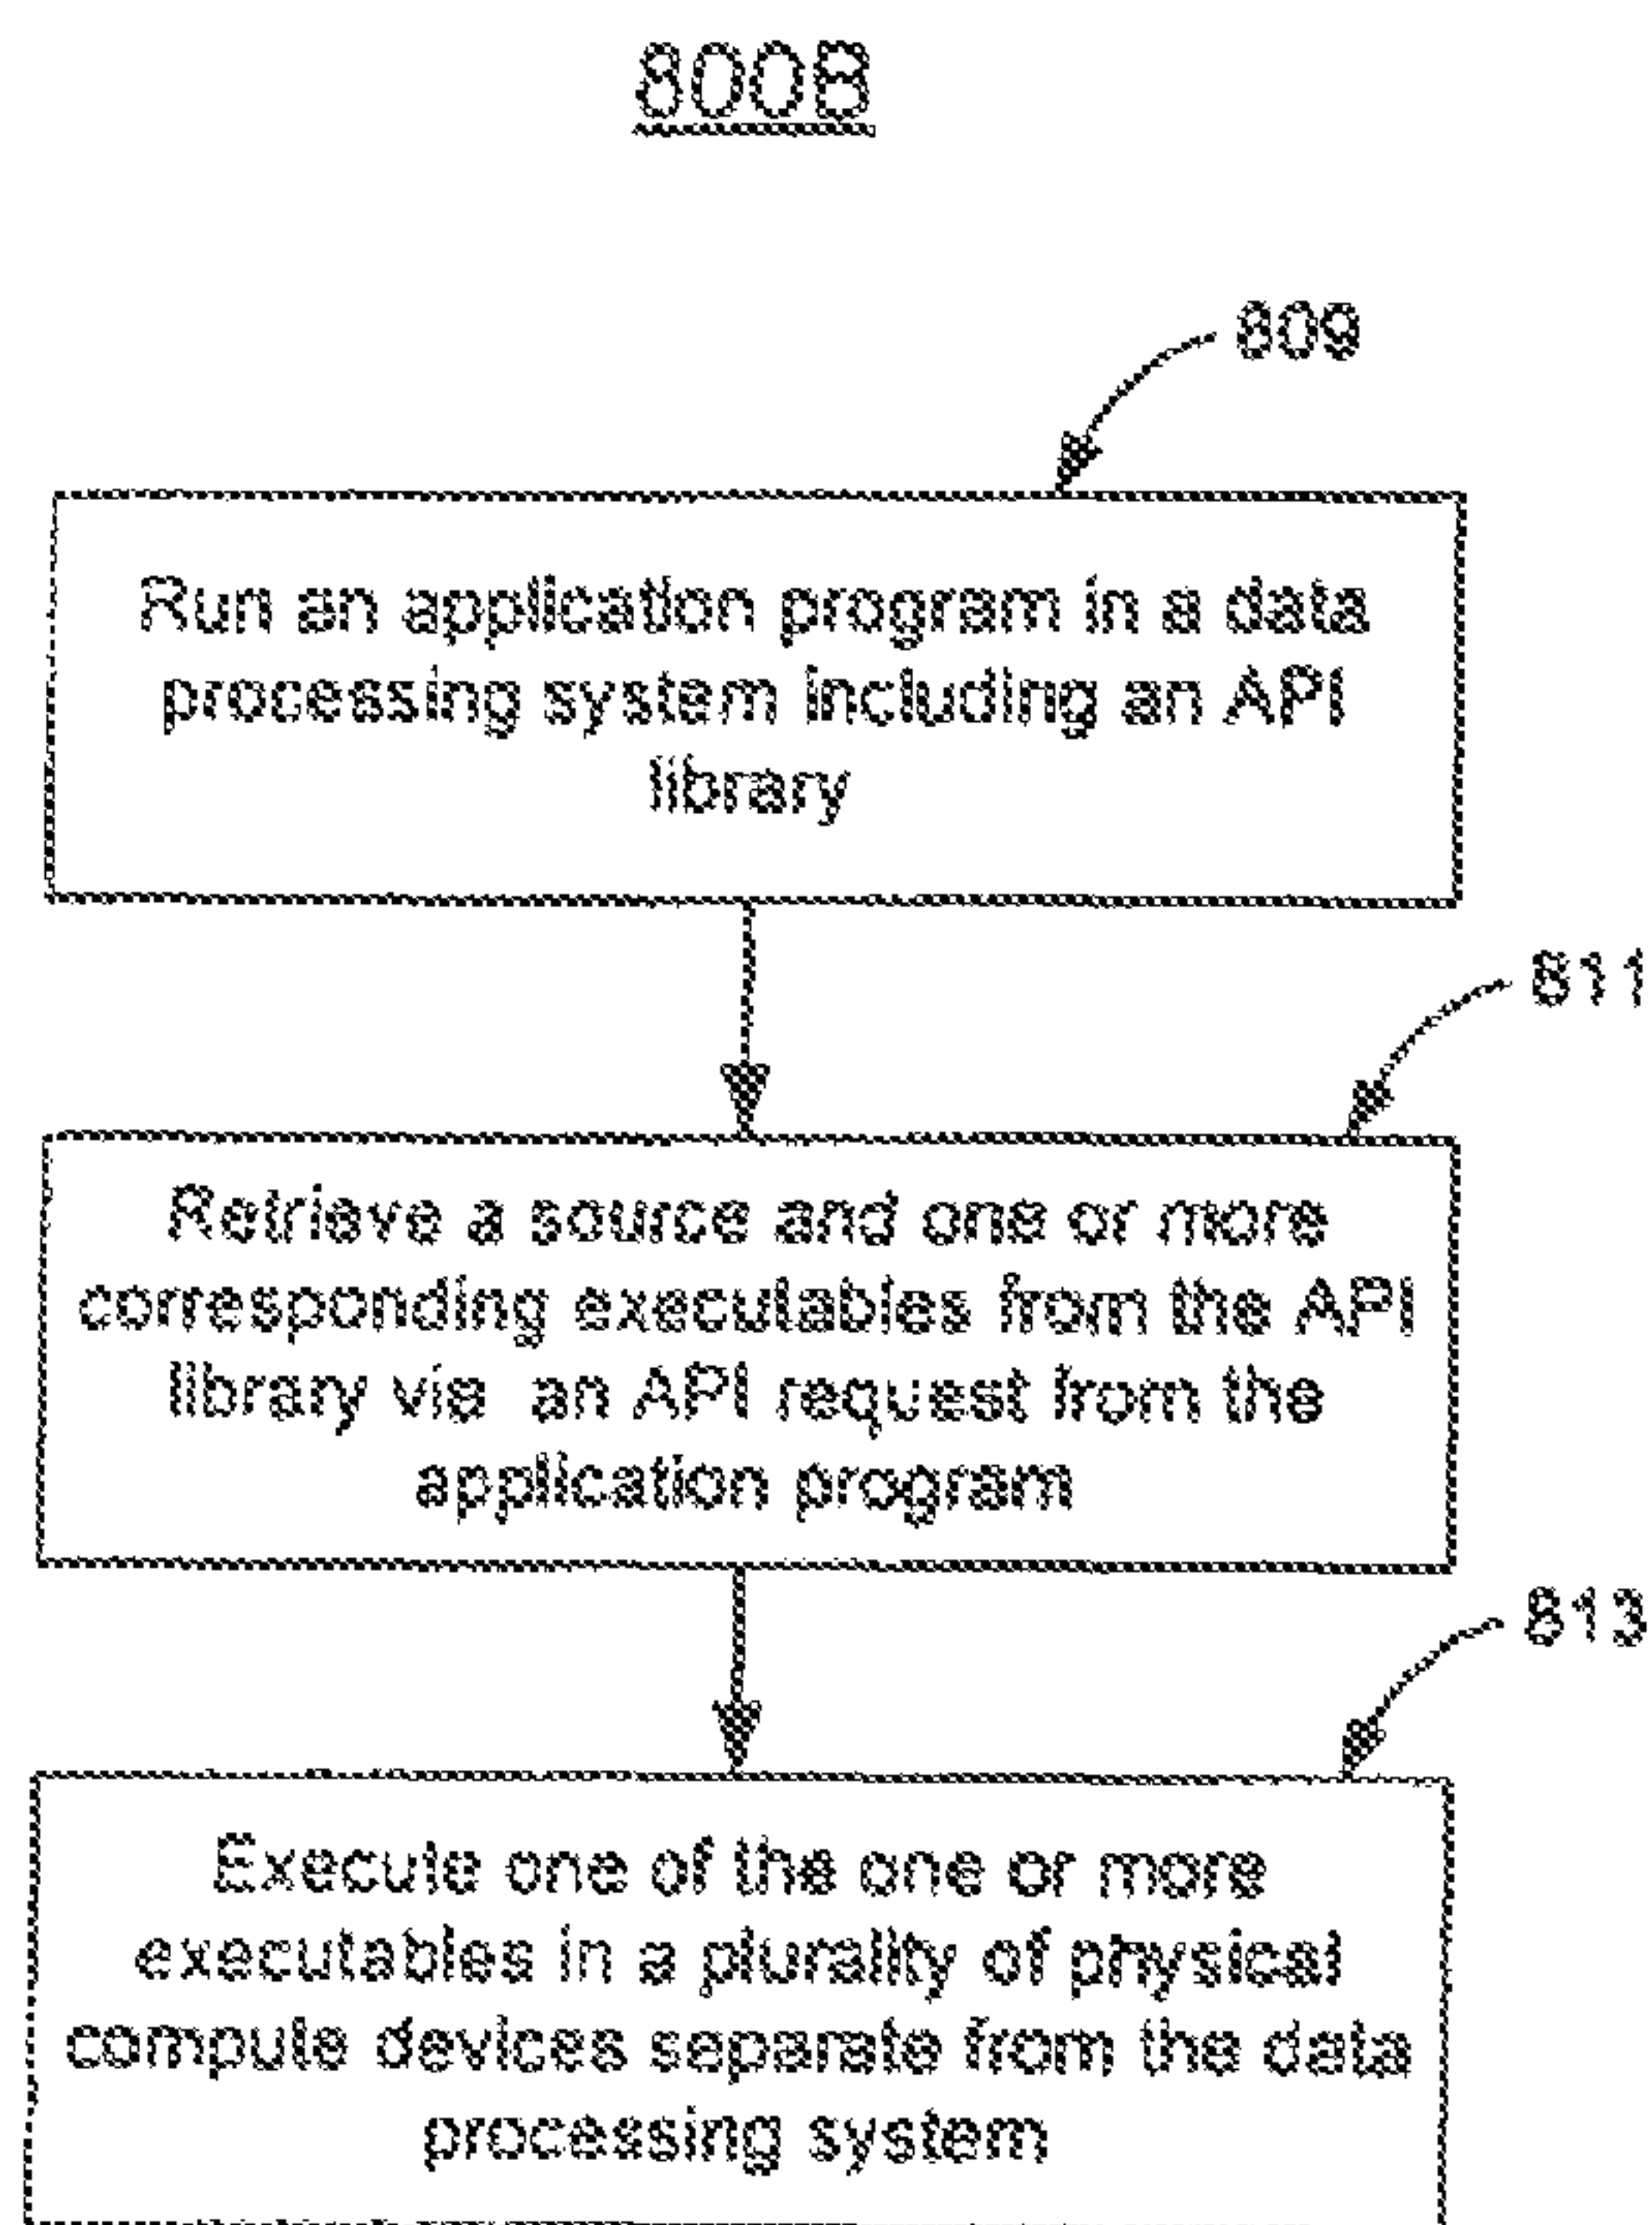 800B
809
Run an application program in a data
processing system including an API
library
811
Retrieve a source and one or more
corresponding executables from the API
library via an API request from the
application program
813
Execute one of the one or more
executables in a plurality of physical
compute devices separate from the data
processing system